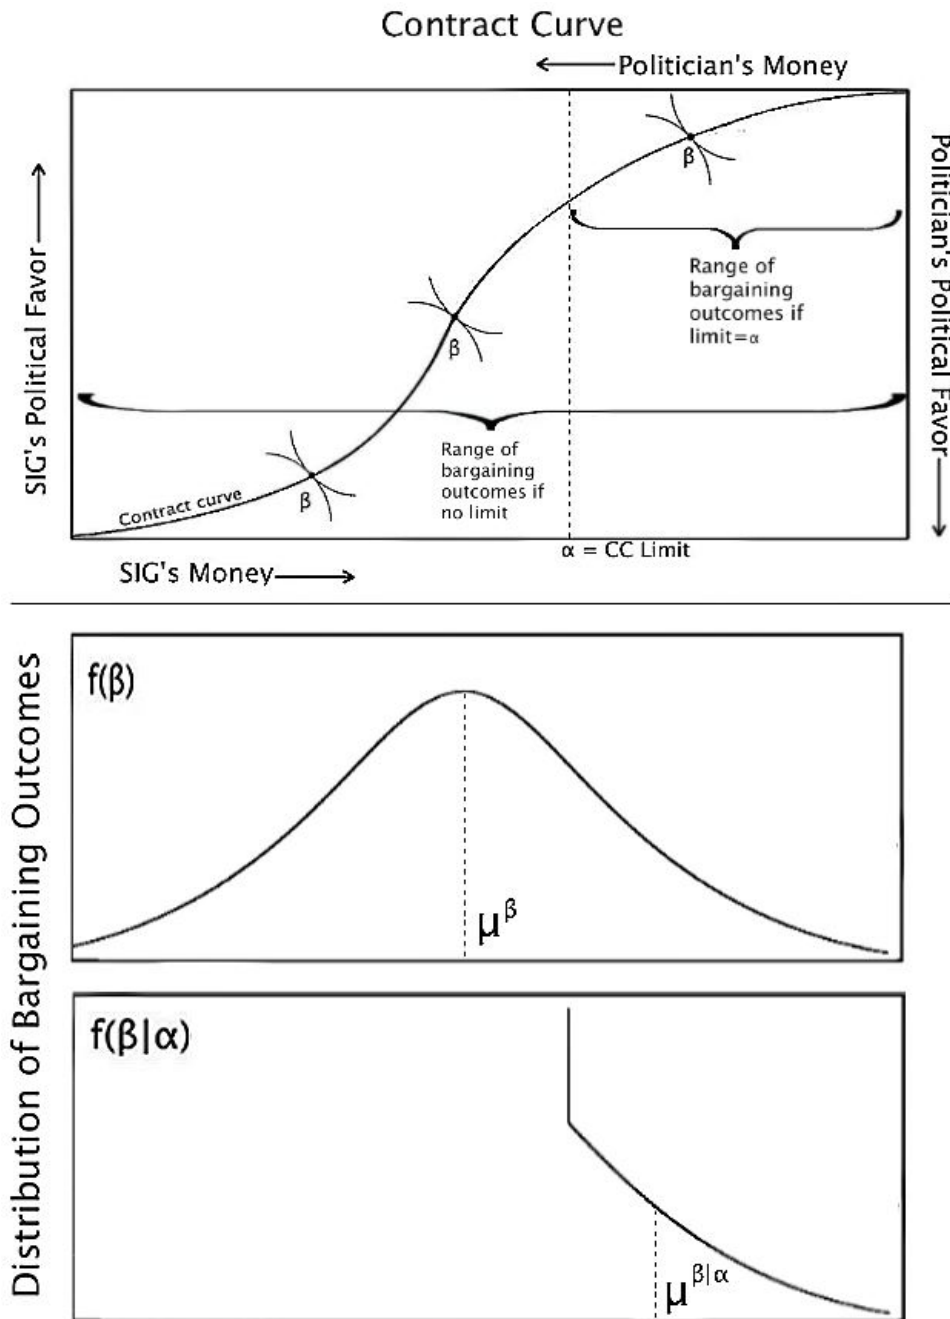 Contract Curve
←Politician's Money
SIG's Political Favor→
Politician's Political Favor→
β
β
β
Range of
bargaining
outcomes if
limit=α
Range of
bargaining
outcomes if
no limit
Contract curve
α = CC Limit
SIG's Money→
Distribution of Bargaining Outcomes
f(β)
μ^β
f(β|α)
μ^β|α